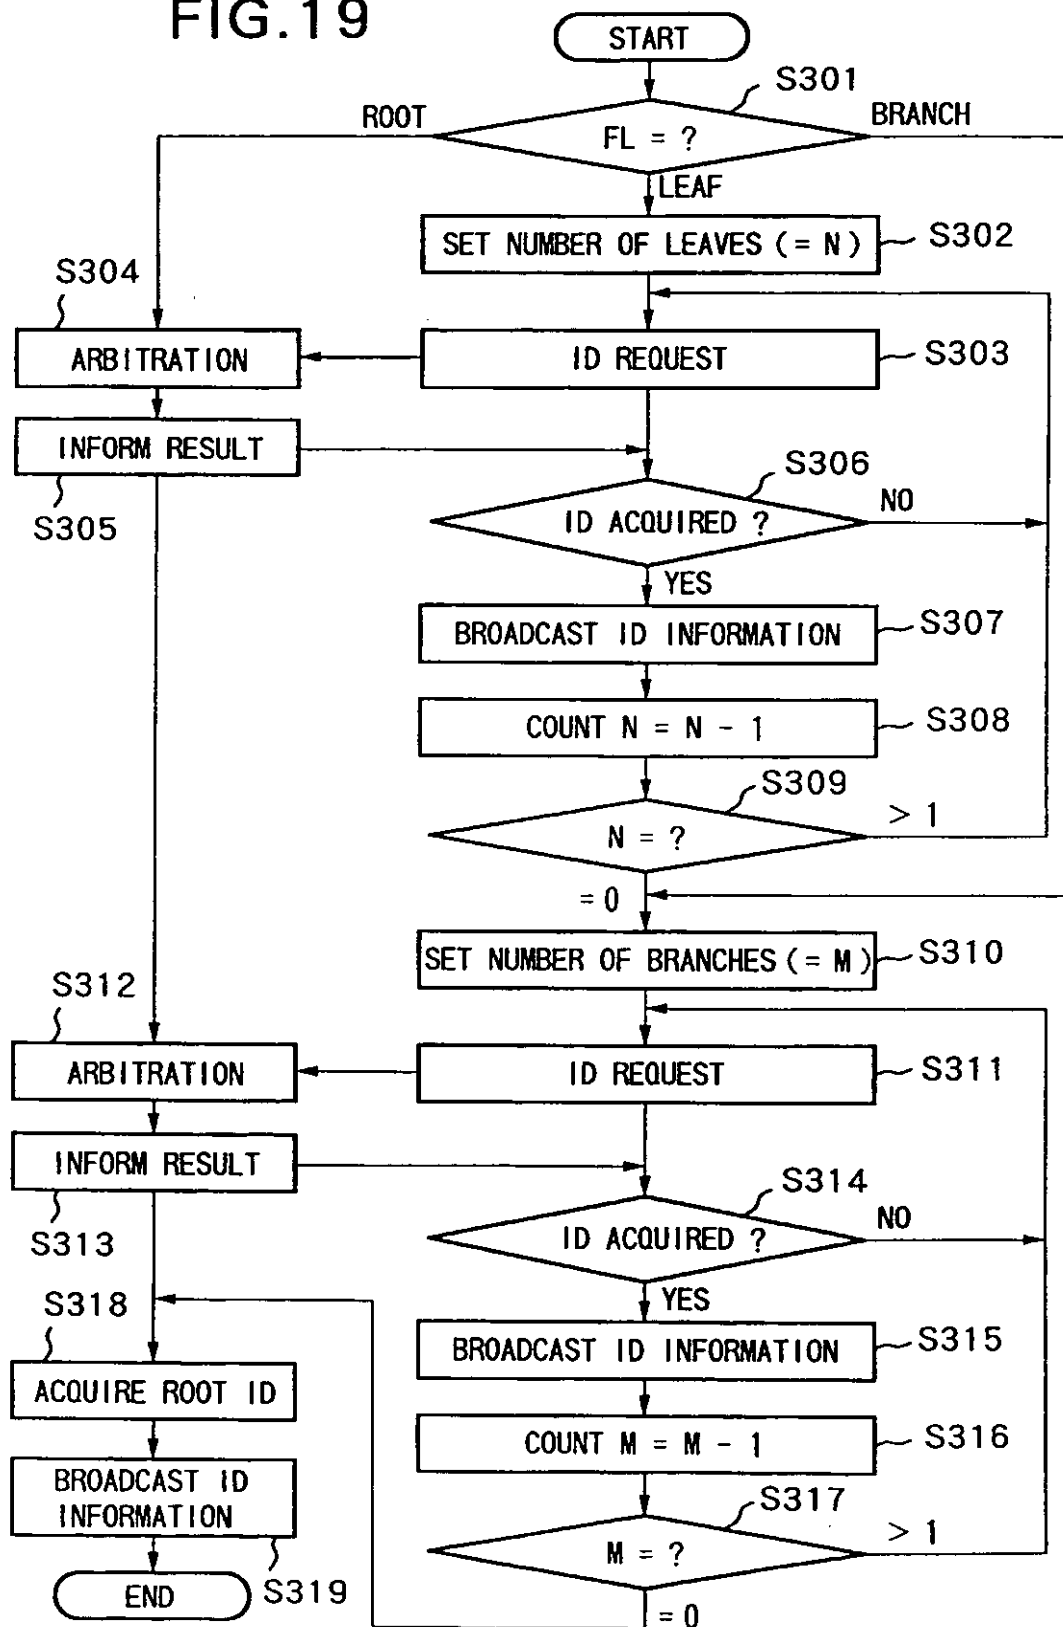 FIG.19
START
S301
ROOT
BRANCH
FL = ?
LEAF
SET NUMBER OF LEAVES (= N)
S302
S304
ARBITRATION
ID REQUEST
S303
INFORM RESULT
S305
S306
ID ACQUIRED ?
NO
YES
BROADCAST ID INFORMATION
S307
COUNT N = N - 1
S308
S309
N = ?
> 1
= 0
SET NUMBER OF BRANCHES (= M)
S310
S312
ARBITRATION
ID REQUEST
S311
INFORM RESULT
S313
S314
ID ACQUIRED ?
NO
YES
S318
BROADCAST ID INFORMATION
S315
ACQUIRE ROOT ID
COUNT M = M - 1
S316
BROADCAST ID
INFORMATION
S317
M = ?
> 1
S319
END
= 0